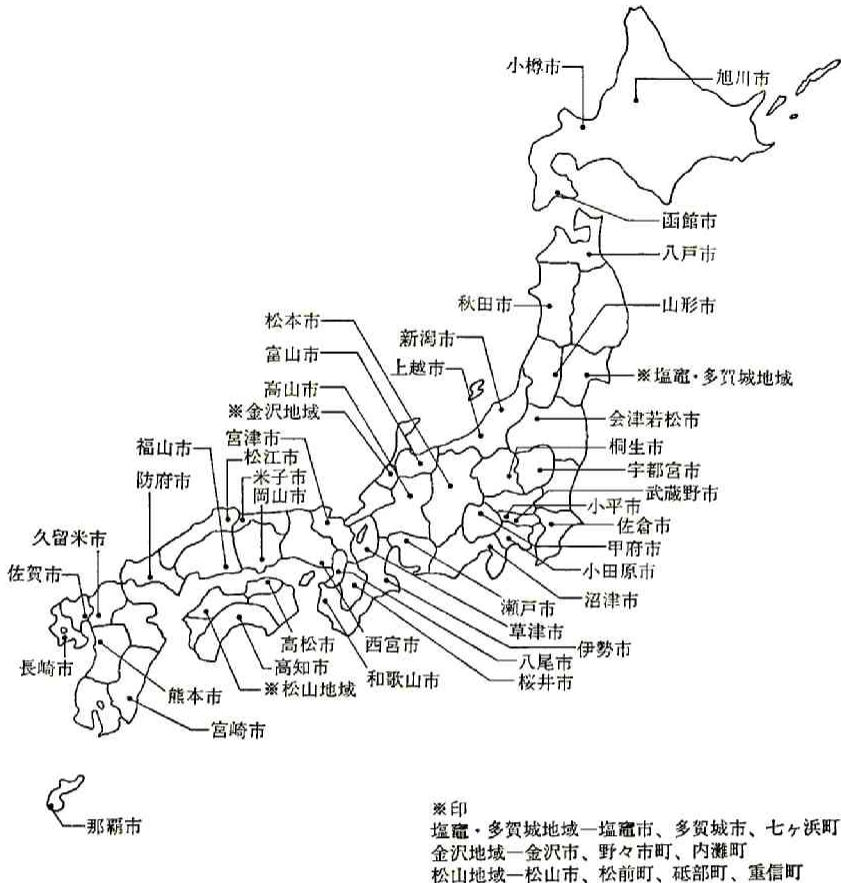 小樽市
旭川市
函館市
八戸市
秋田市
山形市
松本市
新潟市
富山市
上越市
※塩竈・多賀城地域
高山市
※金沢地域
会津若松市
宮津市
桐生市
福山市
松江市
宇都宮市
防府市
米子市
武蔵野市
岡山市
小平市
佐倉市
久留米市
甲府市
佐賀市
小田原市
瀬戸市
沼津市
草津市
高松市
西宮市
伊勢市
長崎市
高知市
八尾市
※松山地域
和歌山市
桜井市
熊本市
宮崎市
那覇市
※印
塩竈・多賀城地域―塩竈市、多賀城市、七ヶ浜町
金沢地域―金沢市、野々市町、内灘町
松山地域―松山市、松前町、砥部町、重信町